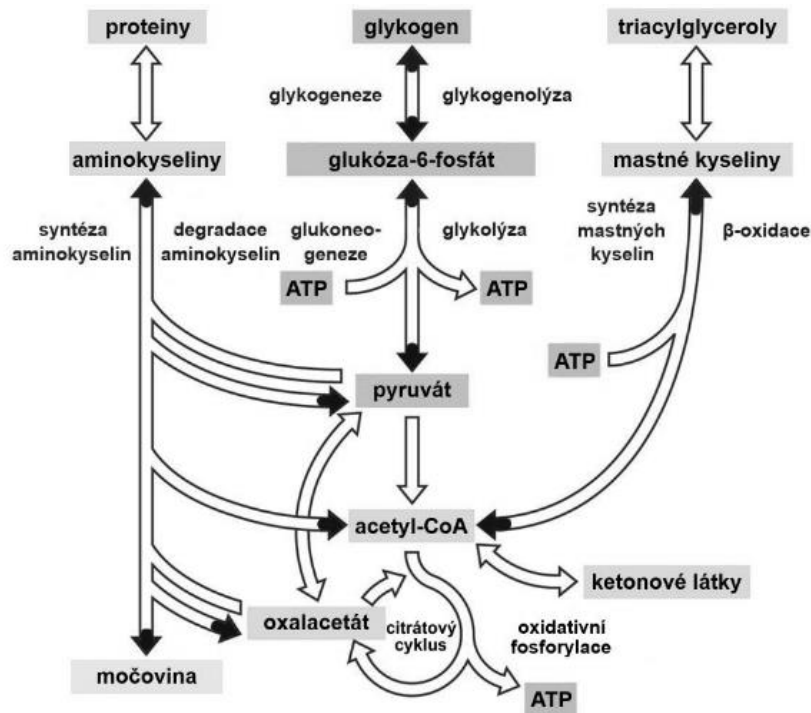 proteiny
glykogen
triacylglyceroly
glykogeneze
glykogenolýza
aminokyseliny
glukóza-6-fosfát
mastné kyseliny
syntéza
aminokyselin
degradace
aminokyselin
glukoneo-
geneze
glykolýza
syntéza
mastných
kyselin
β-oxidace
ATP
ATP
ATP
pyruvát
acetyl-CoA
ketonové látky
oxalacetát
citrátový
cyklus
oxidativní
fosforylace
močovina
ATP